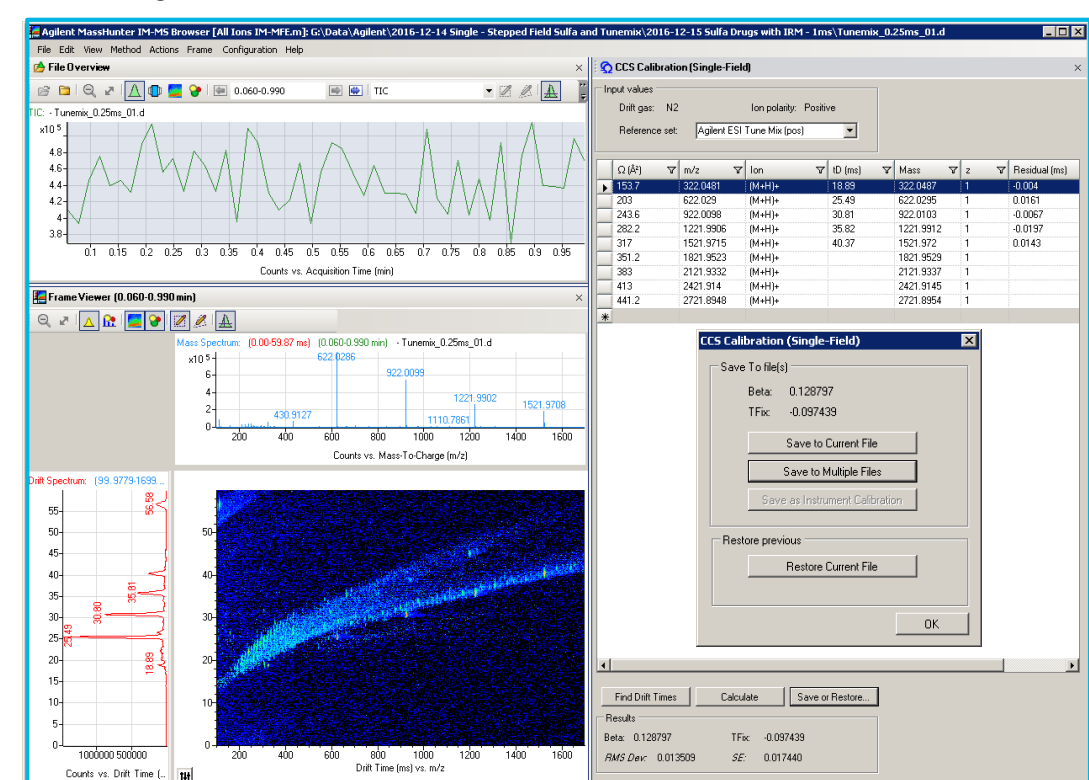 Agilent MassHunter IM-MS Browser [All Ions IM-MFE.m]: G:\Data\Agilent\2016-12-14 Single - Stepped Field Sulfa and Tunemix\2016-12-15 Sulfa Drugs with IRM - 1ms\Tunemix_0.25ms_01.d
File Edit View Method Actions Frame Configuration Help
File Overview
0.060-0.990 TIC
TIC: - Tunemix_0.25ms_01.d
x10 5
4.8
4.6
4.4
4.2
4
3.8
0.1 0.15 0.2 0.25 0.3 0.35 0.4 0.45 0.5 0.55 0.6 0.65 0.7 0.75 0.8 0.85 0.9 0.95
Counts vs. Acquisition Time (min)
Frame Viewer (0.060-0.990 min)
Mass Spectrum: (0.00-59.87 ms) (0.060-0.990 min) - Tunemix_0.25ms_01.d
x10 5
6
4
2
0
622.0286
922.0099
1221.9902
1521.9708
430.9127
1110.7861
200 400 600 800 1000 1200 1400 1600
Counts vs. Mass-To-Charge (m/z)
Drift Spectrum: (99.9779-1699...
55
50
45
40
35
30
25
20
15
10
5
0
56.58
35.81
30.80
25.49
18.89
1000000 500000
Counts vs. Drift Time (..
50
40
30
20
10
0
200 400 600 800 1000 1200 1400 1600
Drift Time (ms) vs. m/z
CCS Calibration (Single-Field)
Input values
Drift gas: N2 Ion polarity: Positive
Reference set: Agilent ESI Tune Mix (pos)
Ω (Å²) m/z Ion tD (ms) Mass z Residual (ms)
153.7 322.0481 (M+H)+ 18.89 322.0487 1 -0.004
203 622.029 (M+H)+ 25.49 622.0295 1 0.0161
243.6 922.0098 (M+H)+ 30.81 922.0103 1 -0.0067
282.2 1221.9906 (M+H)+ 35.82 1221.9912 1 -0.0197
317 1521.9715 (M+H)+ 40.37 1521.972 1 0.0143
351.2 1821.9523 (M+H)+ 1821.9529 1
383 2121.9332 (M+H)+ 2121.9337 1
413 2421.914 (M+H)+ 2421.9145 1
441.2 2721.8948 (M+H)+ 2721.8954 1
CCS Calibration (Single-Field)
Save To file(s)
Beta: 0.128797
TFix: -0.097439
Save to Current File
Save to Multiple Files
Save as Instrument Calibration
Restore previous
Restore Current File
OK
Find Drift Times Calculate Save or Restore...
Results
Beta: 0.128797 TFix: -0.097439
RMS Dev: 0.013509 SE: 0.017440